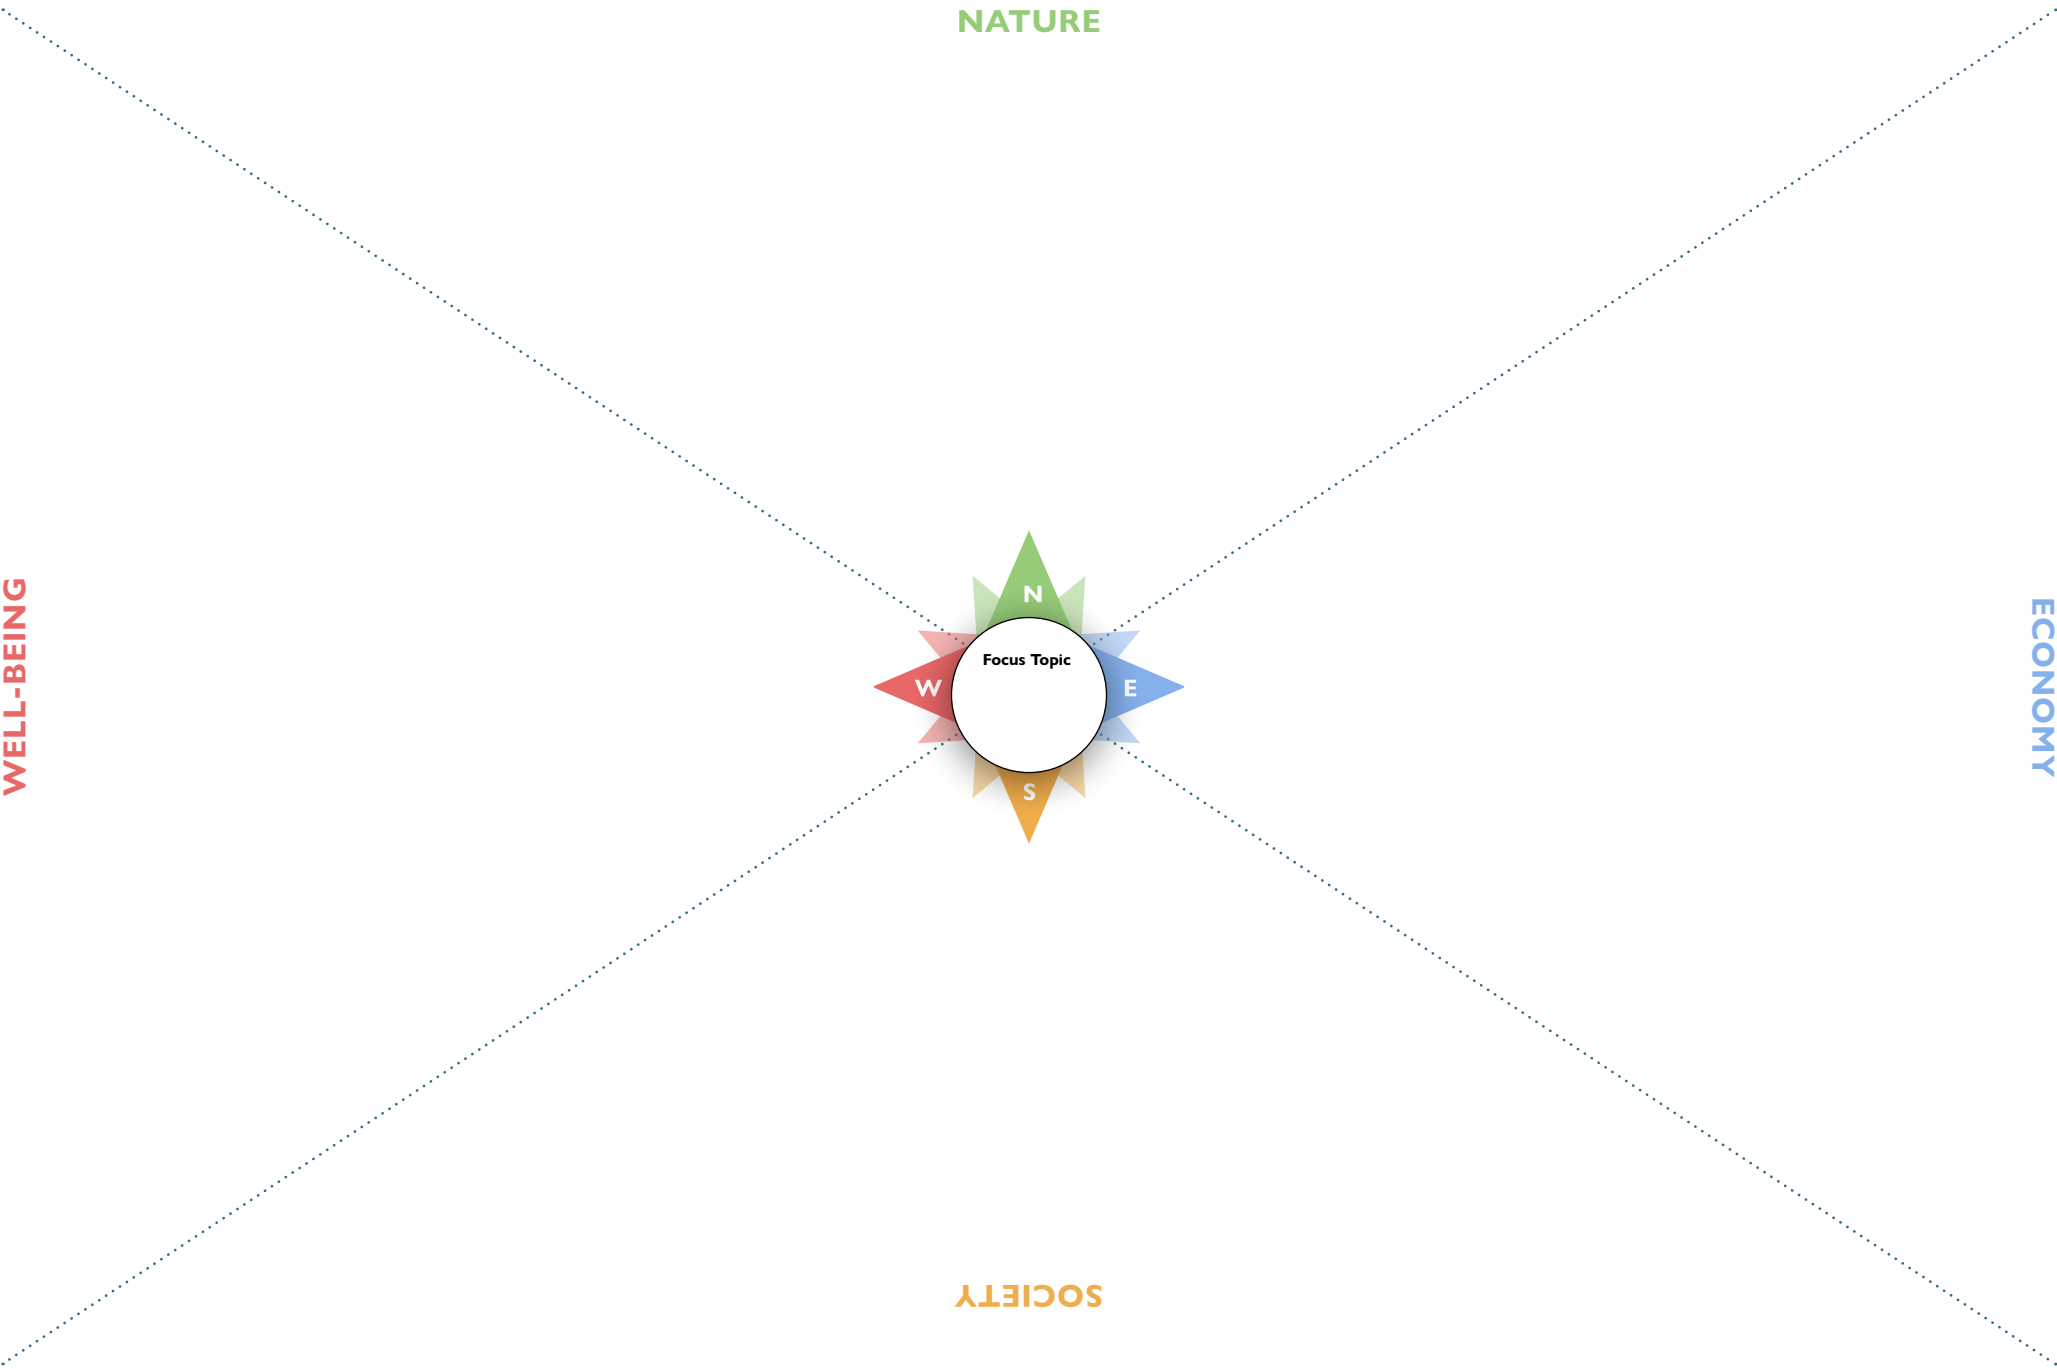 NATURE
WELL-BEING
N
Focus Topic
W
E
S
ECONOMY
SOCIETY